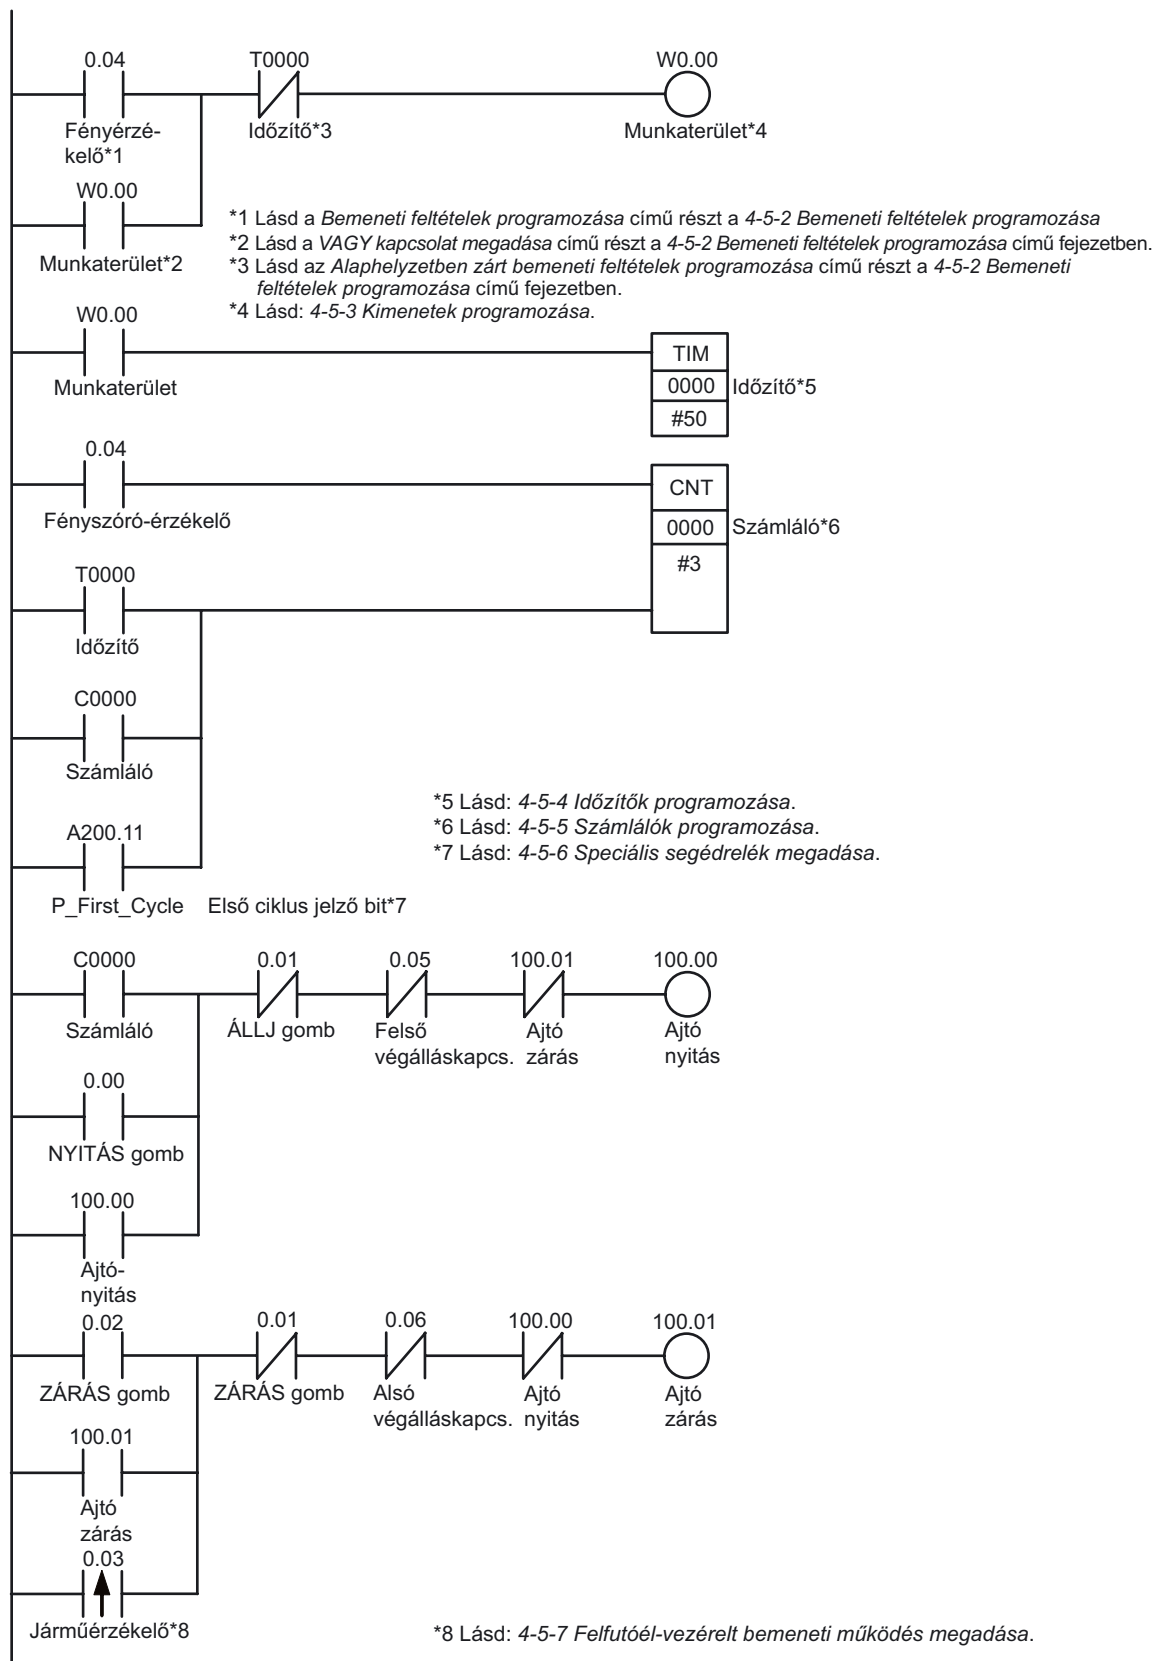 0.04 T0000 W0.00
Fényérzé-
kelő*1
Időzítő*3
Munkaterület*4
W0.00
Munkaterület*2
*1 Lásd a Bemeneti feltételek programozása című részt a 4-5-2 Bemeneti feltételek programozása
*2 Lásd a VAGY kapcsolat megadása című részt a 4-5-2 Bemeneti feltételek programozása című fejezetben.
*3 Lásd az Alaphelyzetben zárt bemeneti feltételek programozása című részt a 4-5-2 Bemeneti
feltételek programozása című fejezetben.
*4 Lásd: 4-5-3 Kimenetek programozása.
W0.00
Munkaterület
TIM
0000 Időzítő*5
#50
0.04
Fényszóró-érzékelő
CNT
0000 Számláló*6
#3
T0000
Időzítő
C0000
Számláló
*5 Lásd: 4-5-4 Időzítők programozása.
*6 Lásd: 4-5-5 Számlálók programozása.
*7 Lásd: 4-5-6 Speciális segédrelék megadása.
A200.11
P_First_Cycle Első ciklus jelző bit*7
C0000 0.01 0.05 100.01 100.00
Számláló
ÁLLJ gomb
Felső
végálláskapcs.
Ajtó
zárás
Ajtó
nyitás
0.00
NYITÁS gomb
100.00
Ajtó-
nyitás
0.02 0.01 0.06 100.00 100.01
ZÁRÁS gomb
ZÁRÁS gomb
Alsó
végálláskapcs.
Ajtó
nyitás
Ajtó
zárás
100.01
Ajtó
zárás
0.03
Járműérzékelő*8
*8 Lásd: 4-5-7 Felfutóél-vezérelt bemeneti működés megadása.